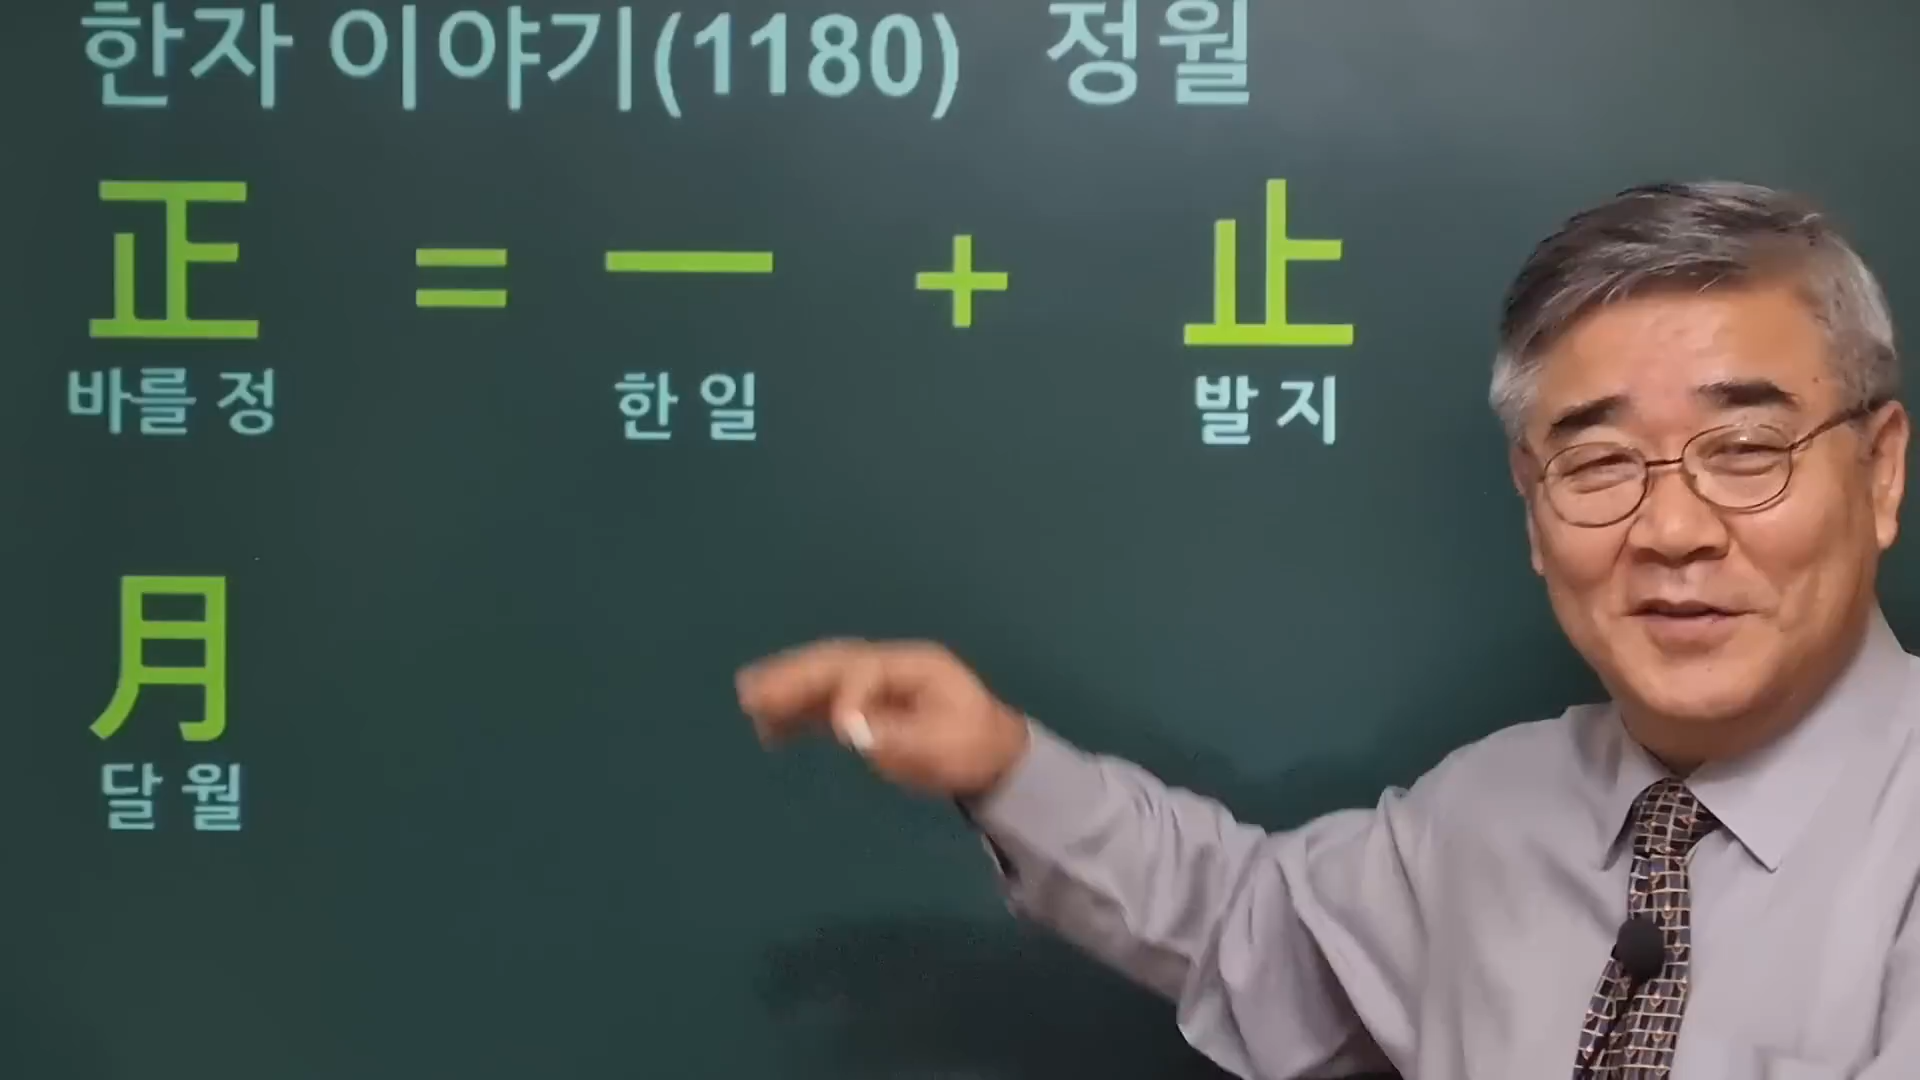 한자 이야기(1180) 정월
正 = 一 + 止
바를 정 한 일 발 지
月
달 월